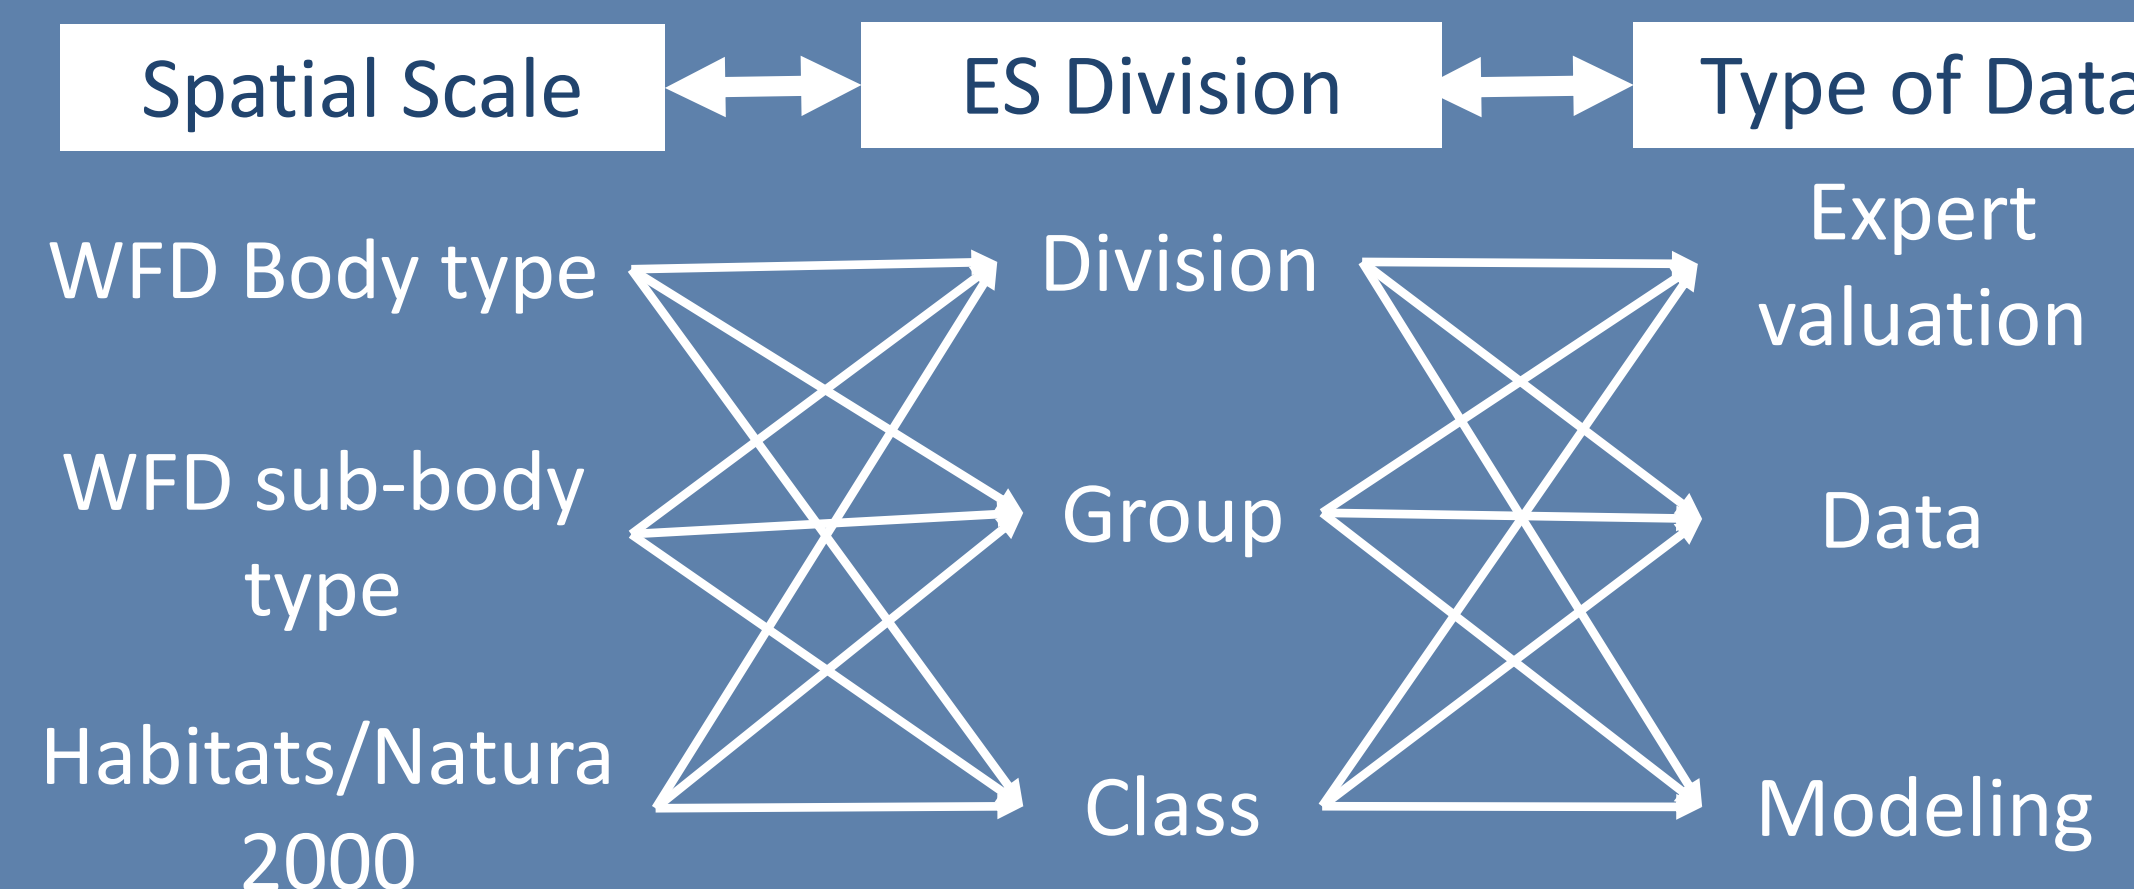 Spatial Scale
ES Division
Type of Data
WFD Body type
Division
Expert
valuation
WFD sub-body
type
Group
Data
Habitats/Natura
2000
Class
Modeling